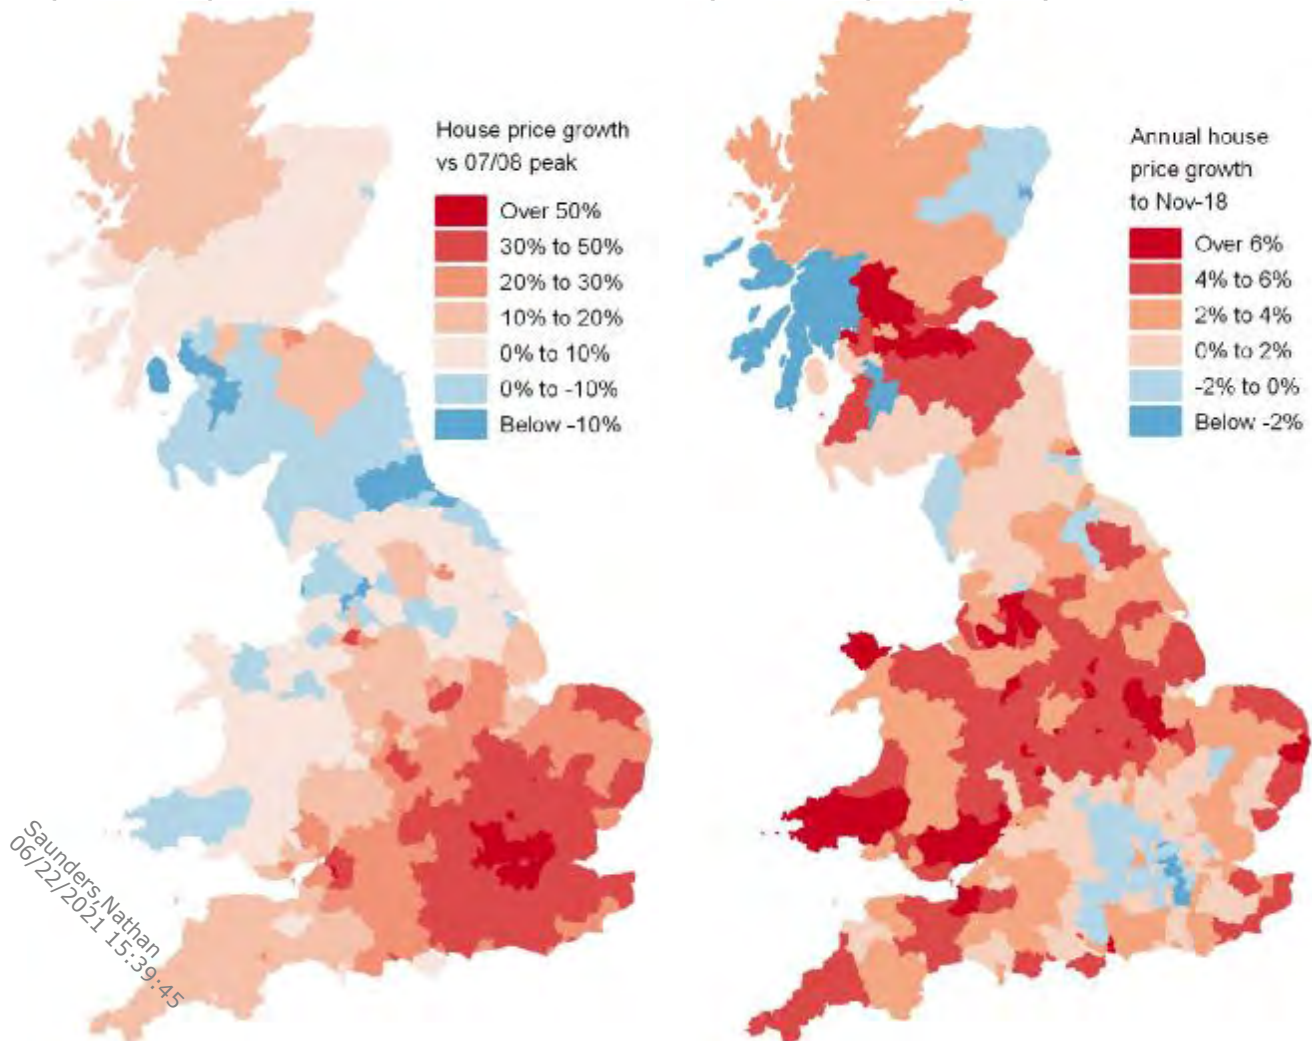 House price growth
vs 07/08 peak
Over 50%
30% to 50%
20% to 30%
10% to 20%
0% to 10%
0% to -10%
Below -10%
Annual house
price growth
to Nov-18
Over 6%
4% to 6%
2% to 4%
0% to 2%
-2% to 0%
Below -2%
Saunders,Nathan
06/22/2021 15:39:45